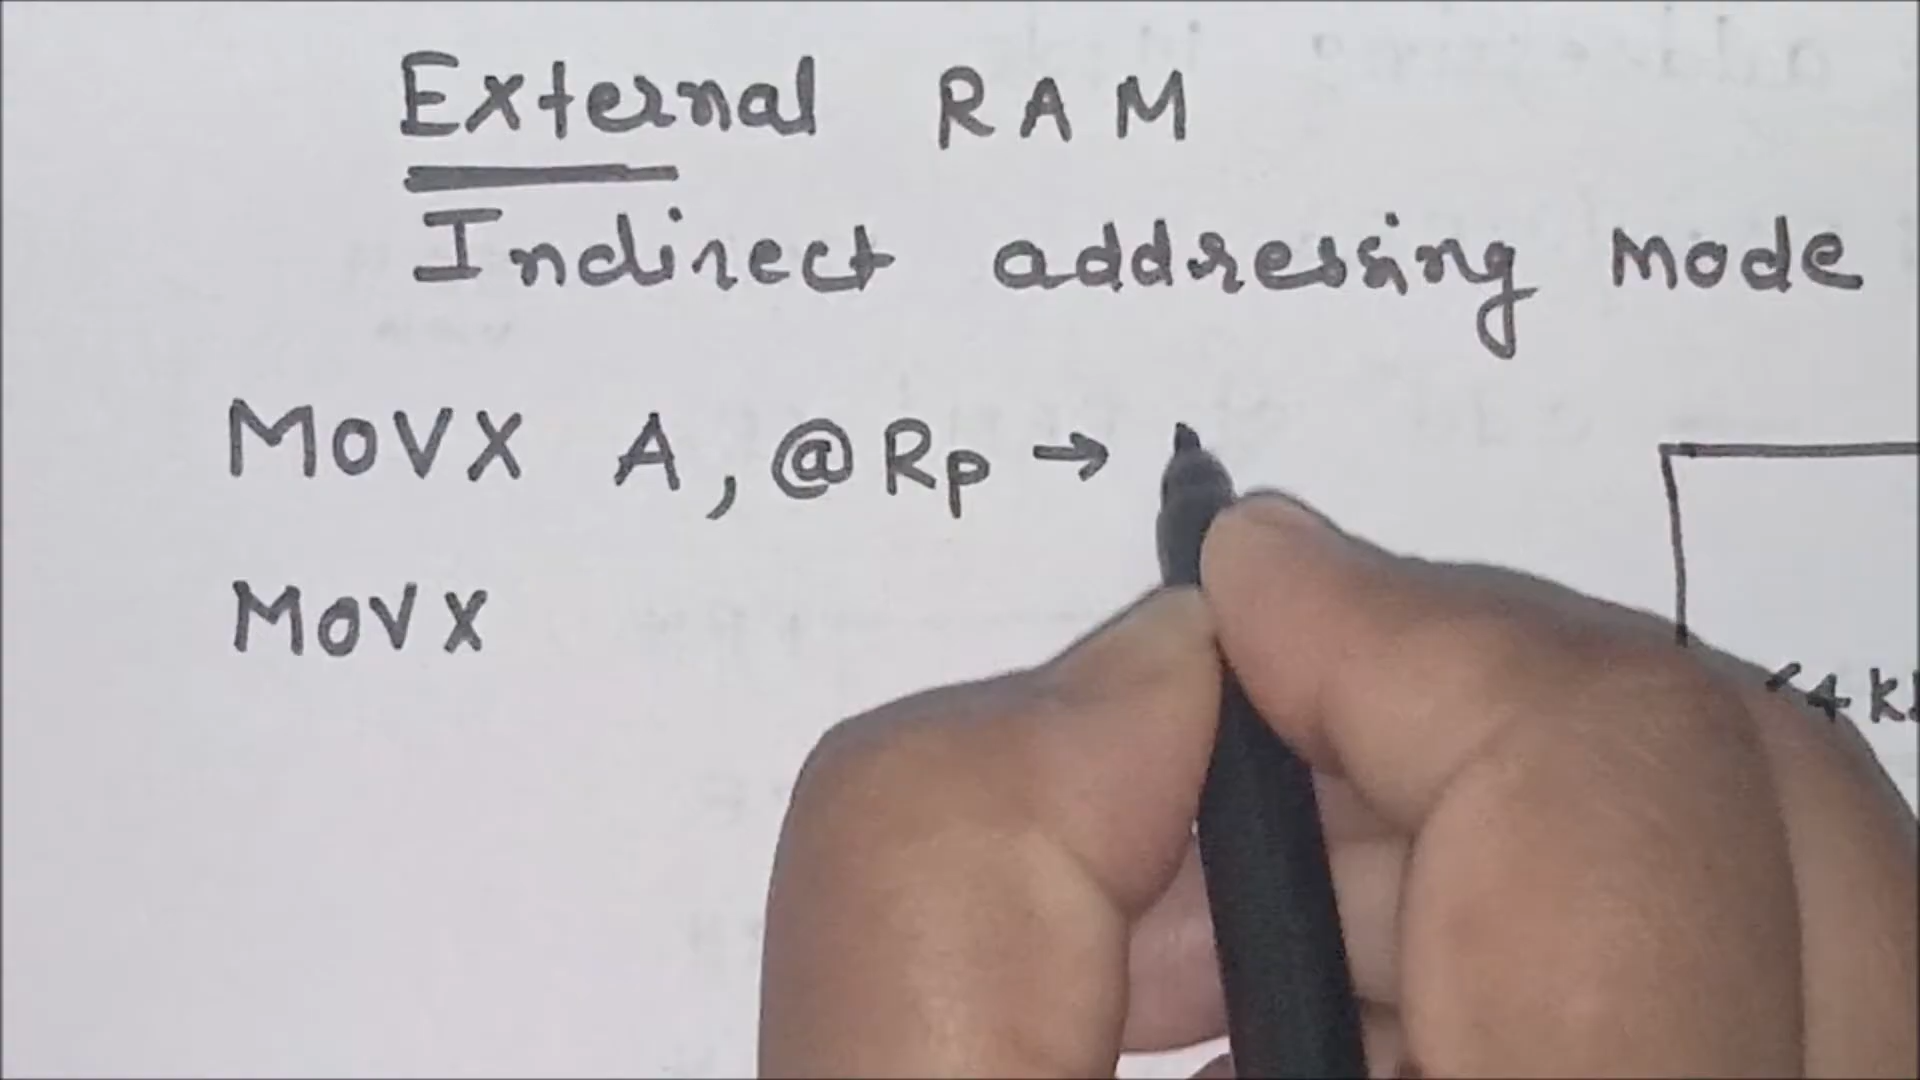 External RAM
Indirect addressing mode
MOVX A, @Rp →
MOVX